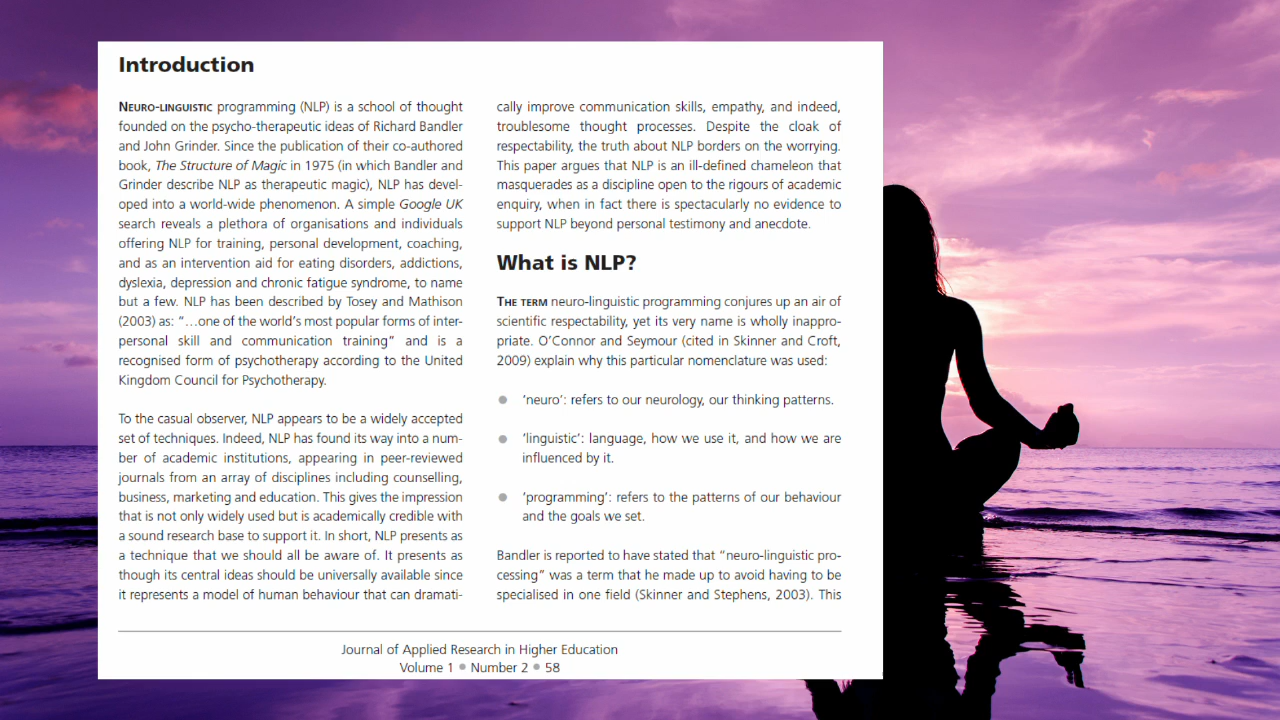 Introduction
NEURO-LINGUISTIC programming (NLP) is a school of thought
founded on the psycho-therapeutic ideas of Richard Bandler
and John Grinder. Since the publication of their co-authored
book, The Structure of Magic in 1975 (in which Bandler and
Grinder describe NLP as therapeutic magic), NLP has devel-
oped into a world-wide phenomenon. A simple Google UK
search reveals a plethora of organisations and individuals
offering NLP for training, personal development, coaching,
and as an intervention aid for eating disorders, addictions,
dyslexia, depression and chronic fatigue syndrome, to name
but a few. NLP has been described by Tosey and Mathison
(2003) as: “…one of the world’s most popular forms of inter-
personal skill and communication training” and is a
recognised form of psychotherapy according to the United
Kingdom Council for Psychotherapy.
To the casual observer, NLP appears to be a widely accepted
set of techniques. Indeed, NLP has found its way into a num-
ber of academic institutions, appearing in peer-reviewed
journals from an array of disciplines including counselling,
business, marketing and education. This gives the impression
that is not only widely used but is academically credible with
a sound research base to support it. In short, NLP presents as
a technique that we should all be aware of. It presents as
though its central ideas should be universally available since
it represents a model of human behaviour that can dramati-
cally improve communication skills, empathy, and indeed,
troublesome thought processes. Despite the cloak of
respectability, the truth about NLP borders on the worrying.
This paper argues that NLP is an ill-defined chameleon that
masquerades as a discipline open to the rigours of academic
enquiry, when in fact there is spectacularly no evidence to
support NLP beyond personal testimony and anecdote.
What is NLP?
THE TERM neuro-linguistic programming conjures up an air of
scientific respectability, yet its very name is wholly inappro-
priate. O’Connor and Seymour (cited in Skinner and Croft,
2009) explain why this particular nomenclature was used:
● ‘neuro’: refers to our neurology, our thinking patterns.
● ‘linguistic’: language, how we use it, and how we are
influenced by it.
● ‘programming’: refers to the patterns of our behaviour
and the goals we set.
Bandler is reported to have stated that “neuro-linguistic pro-
cessing” was a term that he made up to avoid having to be
specialised in one field (Skinner and Stephens, 2003). This
Journal of Applied Research in Higher Education
Volume 1 ● Number 2 ● 58